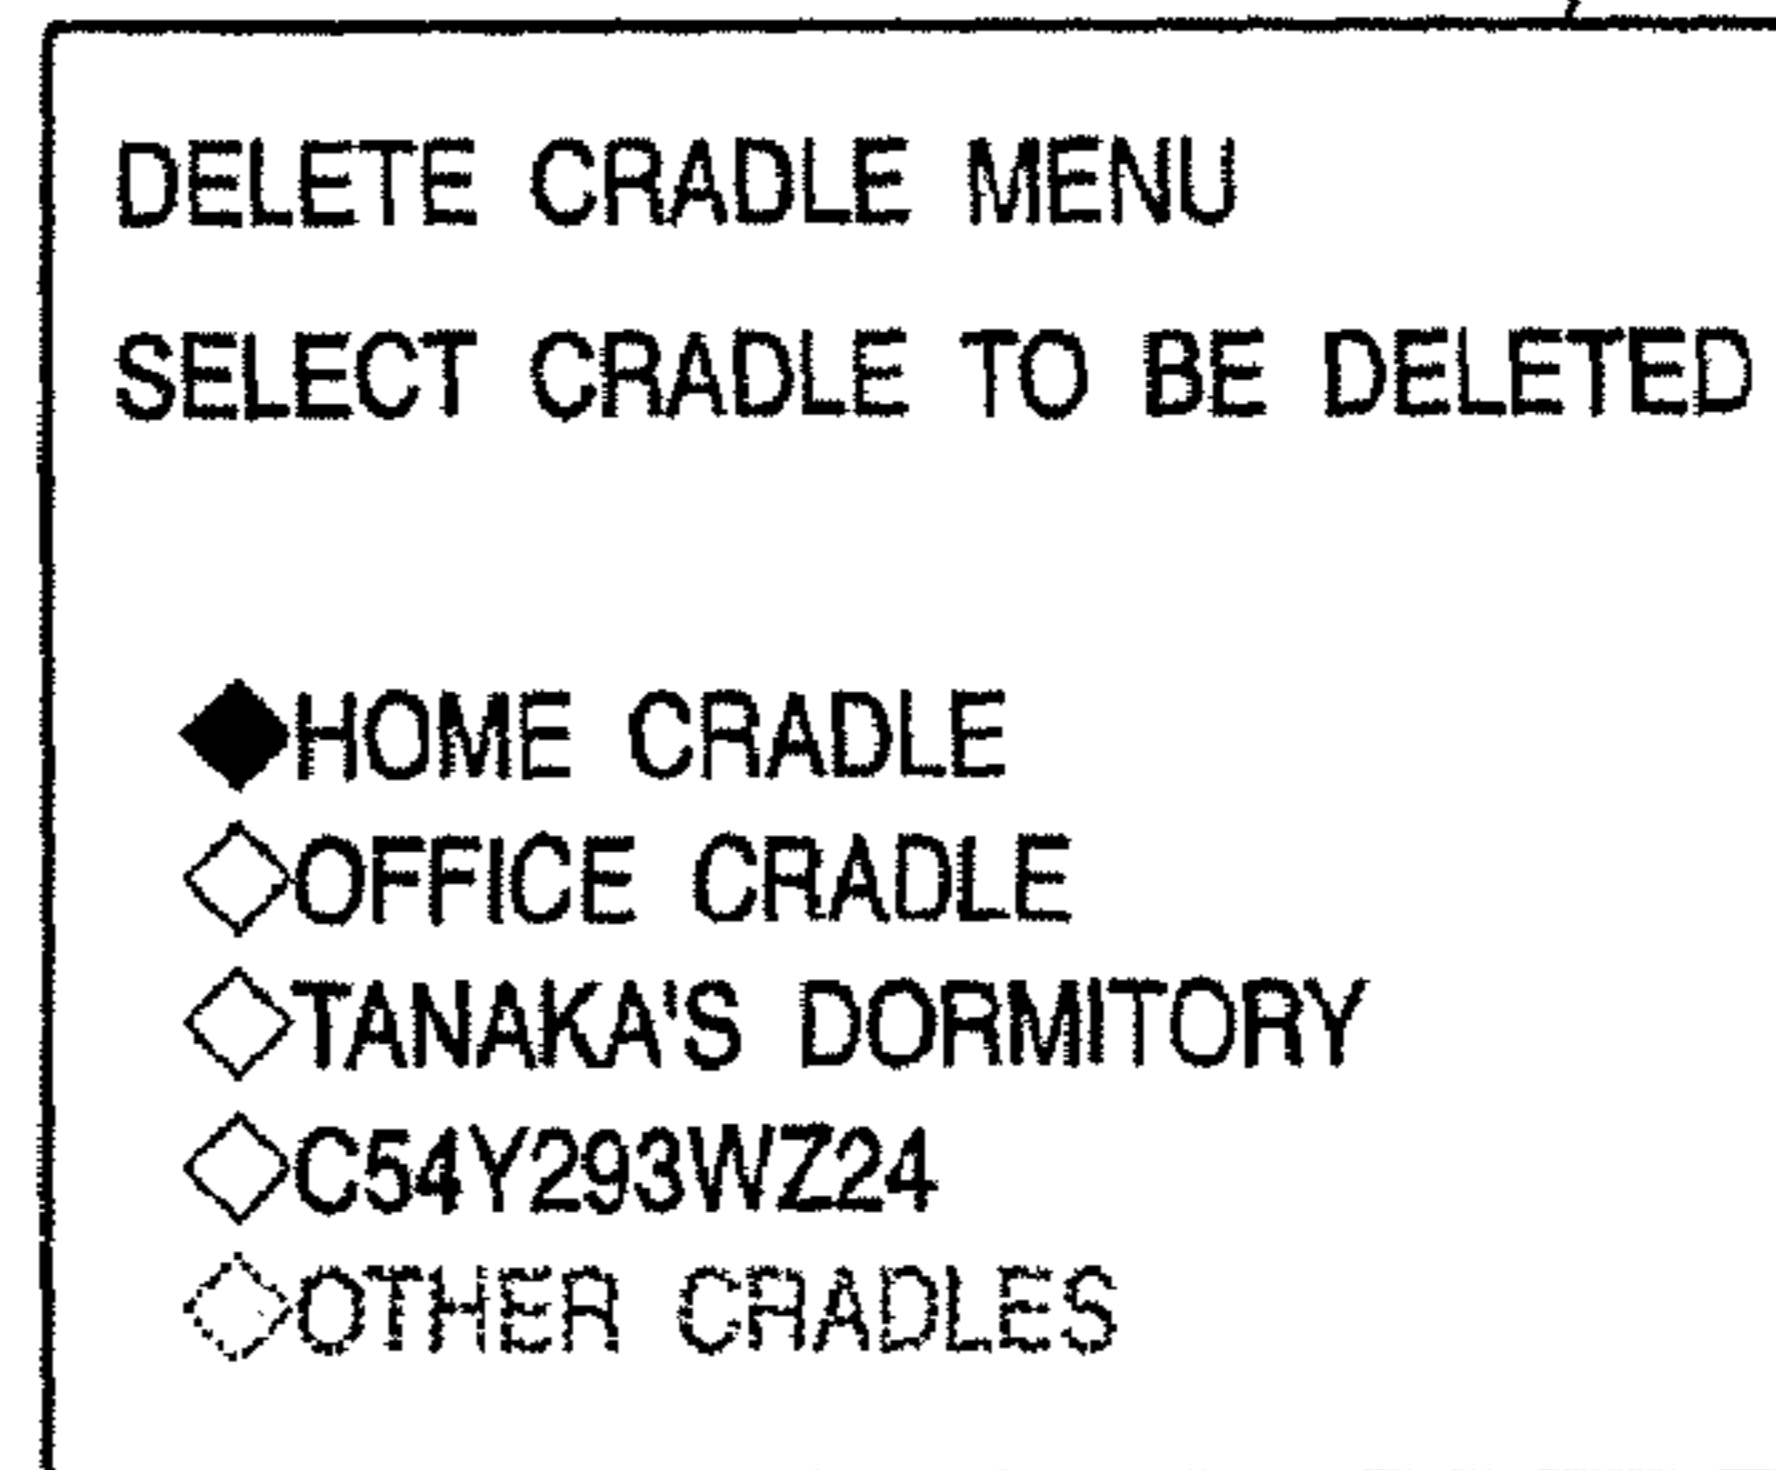 DELETE CRADLE MENU
SELECT CRADLE TO BE DELETED
◆HOME CRADLE
◇OFFICE CRADLE
◇TANAKA'S DORMITORY
◇C54Y293WZ24
◇OTHER CRADLES